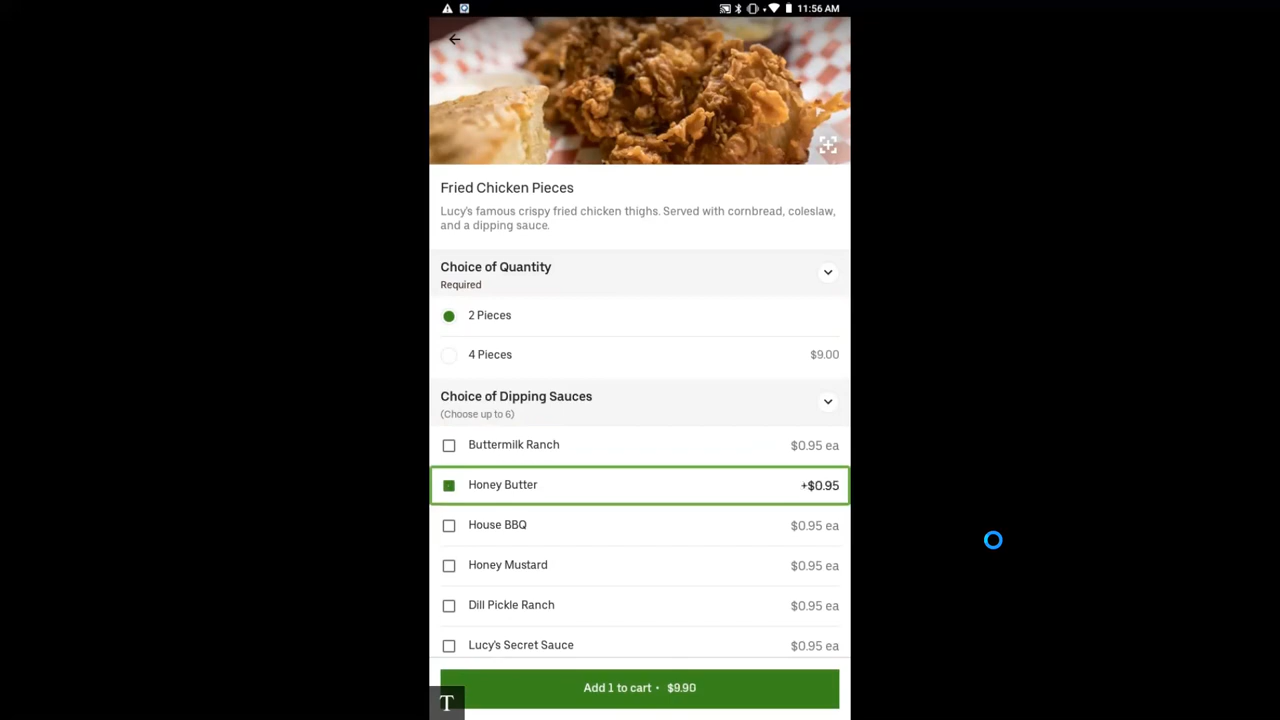 11:56 AM
Fried Chicken Pieces
Lucy's famous crispy fried chicken thighs. Served with cornbread, coleslaw,
and a dipping sauce.
Choice of Quantity
Required
2 Pieces
4 Pieces $9.00
Choice of Dipping Sauces
(Choose up to 6)
Buttermilk Ranch $0.95 ea
Honey Butter +$0.95
House BBQ $0.95 ea
Honey Mustard $0.95 ea
Dill Pickle Ranch $0.95 ea
Lucy's Secret Sauce $0.95 ea
Add 1 to cart • $9.90
T